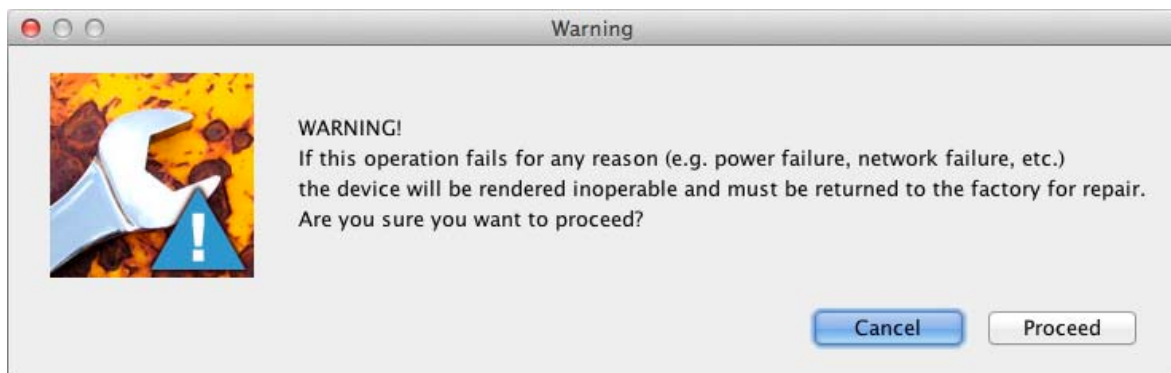 Warning
WARNING!
If this operation fails for any reason (e.g. power failure, network failure, etc.)
the device will be rendered inoperable and must be returned to the factory for repair.
Are you sure you want to proceed?
Cancel
Proceed